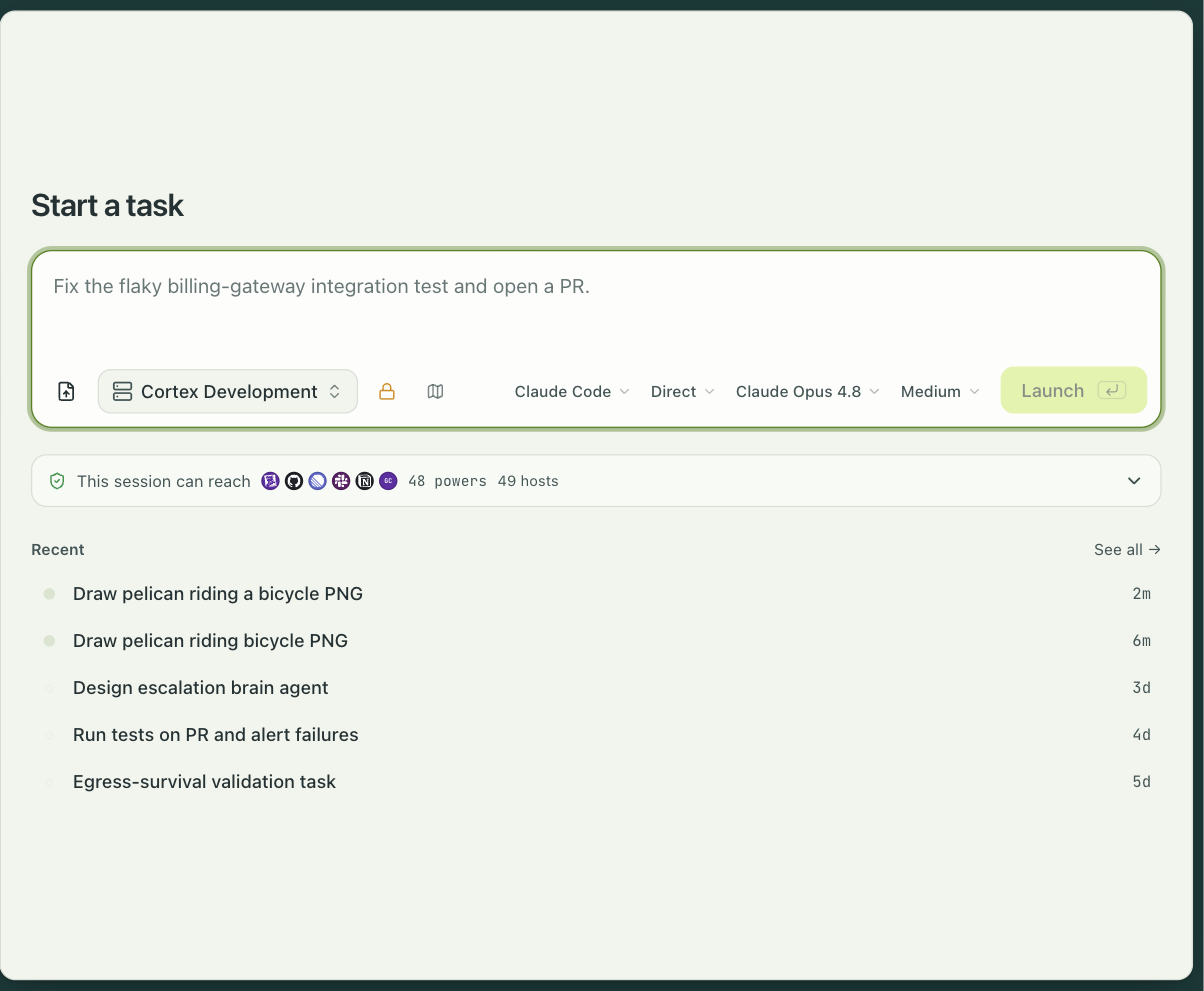 Start a task
Fix the flaky billing-gateway integration test and open a PR.
Cortex Development Claude Code Direct Claude Opus 4.8 Medium Launch
This session can reach GC 48 powers 49 hosts
Recent See all →
Draw pelican riding a bicycle PNG 2m
Draw pelican riding bicycle PNG 6m
Design escalation brain agent 3d
Run tests on PR and alert failures 4d
Egress-survival validation task 5d